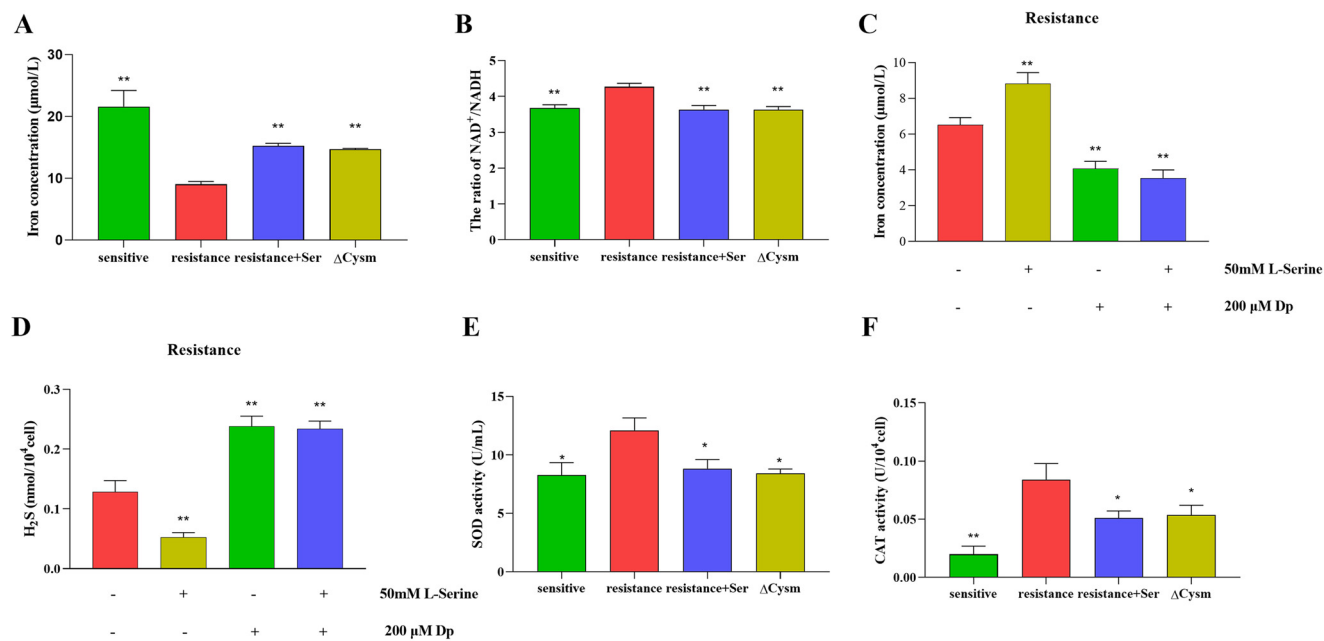 A
Iron concentration (μmol/L)
30
20
10
0
**
**
**
sensitive resistance resistance+Ser ΔCysm
B
The ratio of NAD⁺/NADH
5
4
3
2
1
0
**
**
**
sensitive resistance resistance+Ser ΔCysm
C
Resistance
Iron concentration (μmol/L)
10
8
6
4
2
0
**
**
**
- + - + 50mM L-Serine
- - + + 200 μM Dp
D
Resistance
H₂S (nmol/10⁴cell)
0.3
0.2
0.1
0.0
**
**
**
- + - + 50mM L-Serine
- - + + 200 μM Dp
E
SOD activity (U/mL)
15
10
5
0
*
*
*
sensitive resistance resistance+Ser ΔCysm
F
CAT activity (U/10⁴cell)
0.15
0.10
0.05
0.00
**
*
*
sensitive resistance resistance+Ser ΔCysm